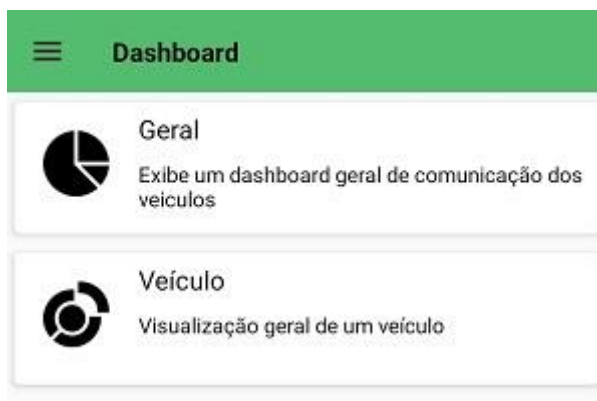 Dashboard
Geral
Exibe um dashboard geral de comunicação dos
veiculos
Veículo
Visualização geral de um veículo